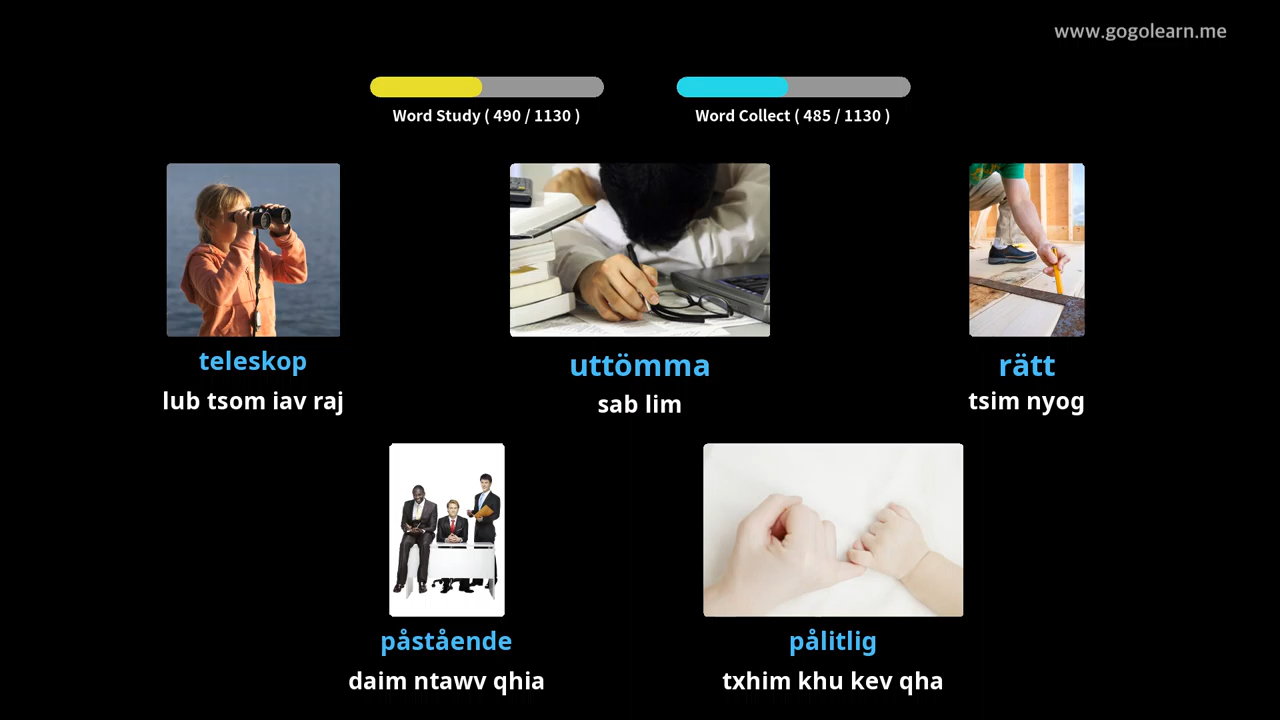 www.gogolearn.me
Word Study ( 490 / 1130 )
Word Collect ( 485 / 1130 )
teleskop
lub tsom iav raj
uttömma
sab lim
rätt
tsim nyog
påstående
daim ntawv qhia
pålitlig
txhim khu kev qha